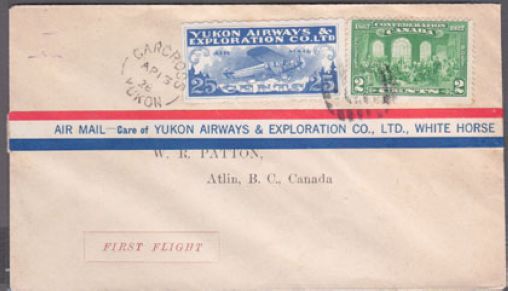 YUKON AIRWAYS &
EXPLORATION CO. LTD
AIR MAIL
25 25
1867 CONFEDERATION 1927
CANADA
2 CENTS 2
CARCROSS
AP 13
28
YUKON
AIR MAIL—Care of YUKON AIRWAYS & EXPLORATION CO., LTD., WHITE HORSE
W. R. PATTON,
Atlin, B. C., Canada
FIRST FLIGHT